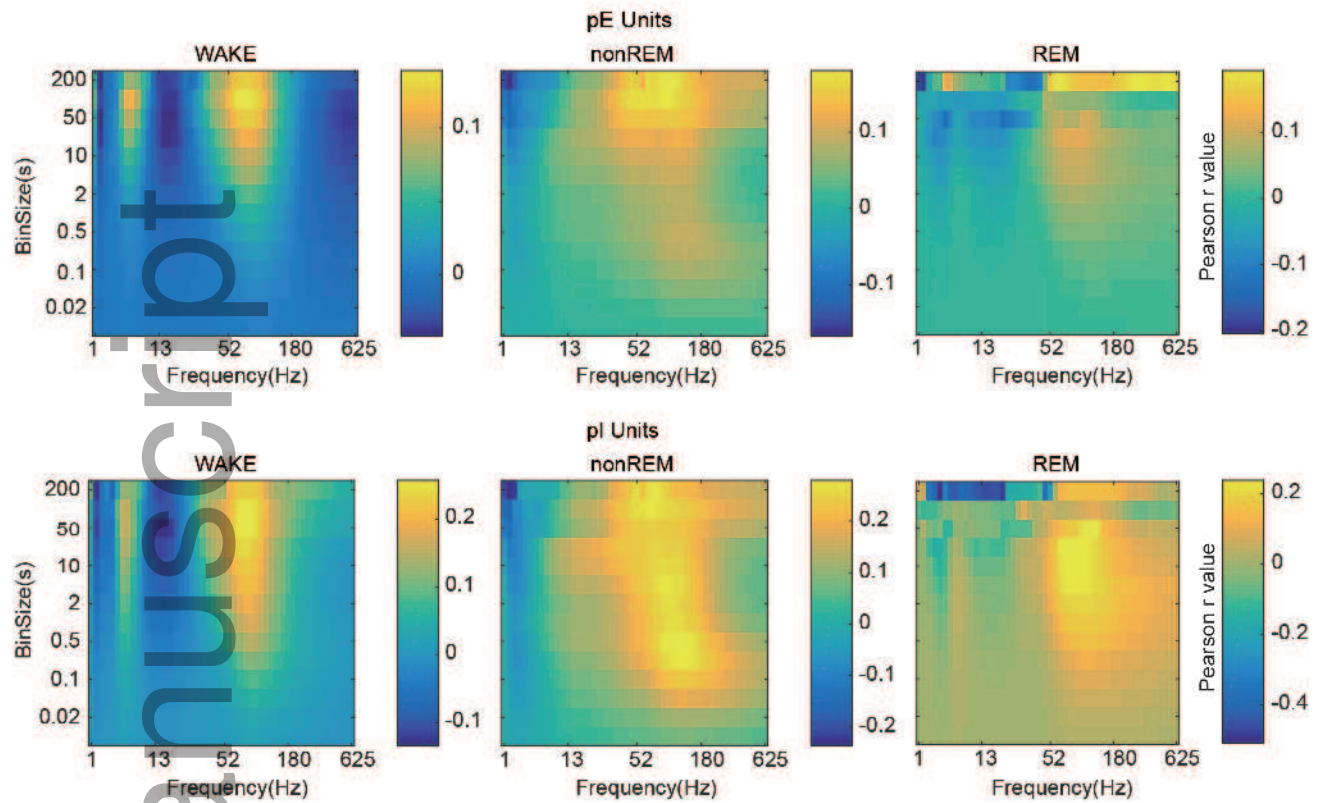 pE Units
WAKE
nonREM
REM
BinSize(s)
200
50
10
2
0.5
0.1
0.02
1 13 52 180 625
Frequency(Hz)
0.1
0
1 13 52 180 625
Frequency(Hz)
0.1
0
-0.1
1 13 52 180 625
Frequency(Hz)
Pearson r value
0.1
0
-0.1
-0.2
pI Units
WAKE
nonREM
REM
BinSize(s)
200
50
10
2
0.5
0.1
0.02
1 13 52 180 625
Frequency(Hz)
0.2
0.1
0
-0.1
1 13 52 180 625
Frequency(Hz)
0.2
0.1
0
-0.1
-0.2
1 13 52 180 625
Frequency(Hz)
Pearson r value
0.2
0
-0.2
-0.4
anuscript